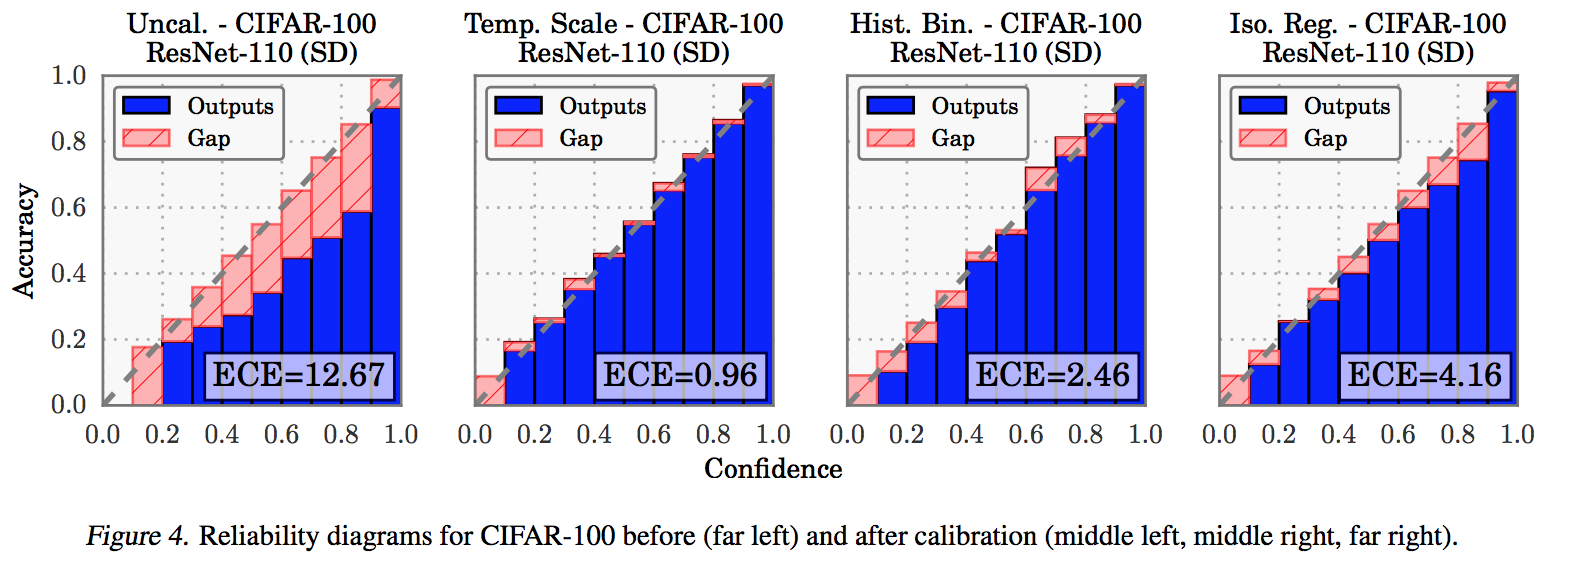 Uncal. - CIFAR-100
ResNet-110 (SD)
Temp. Scale - CIFAR-100
ResNet-110 (SD)
Hist. Bin. - CIFAR-100
ResNet-110 (SD)
Iso. Reg. - CIFAR-100
ResNet-110 (SD)
Accuracy
1.0
0.8
0.6
0.4
0.2
0.0
Outputs
Gap
ECE=12.67
0.0 0.2 0.4 0.6 0.8 1.0
Outputs
Gap
ECE=0.96
0.0 0.2 0.4 0.6 0.8 1.0
Outputs
Gap
ECE=2.46
0.0 0.2 0.4 0.6 0.8 1.0
Outputs
Gap
ECE=4.16
0.0 0.2 0.4 0.6 0.8 1.0
Confidence
Figure 4. Reliability diagrams for CIFAR-100 before (far left) and after calibration (middle left, middle right, far right).